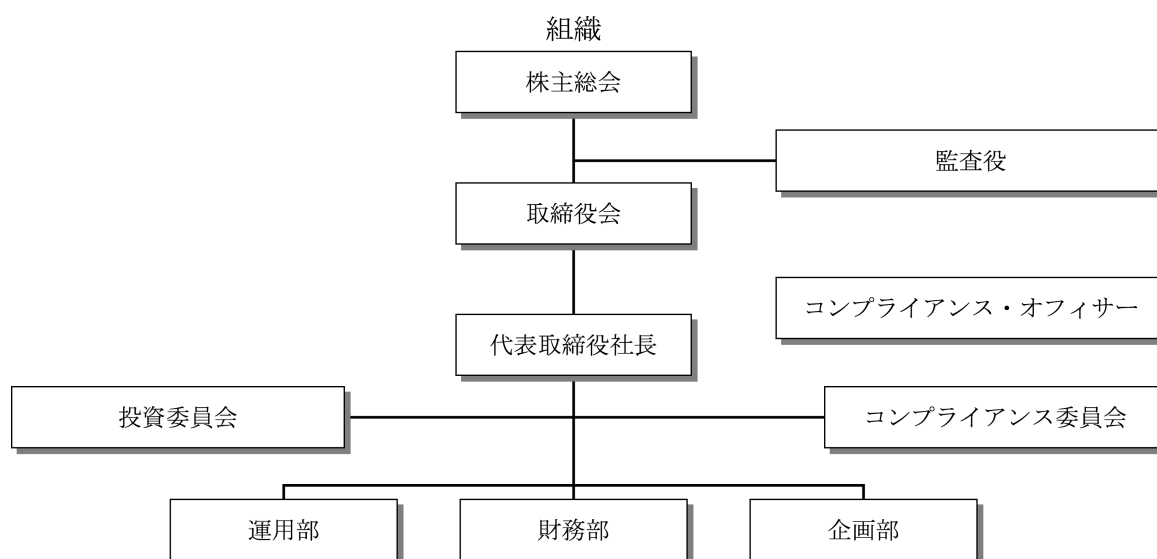 組織
株主総会
監査役
取締役会
コンプライアンス・オフィサー
代表取締役社長
投資委員会
コンプライアンス委員会
運用部
財務部
企画部